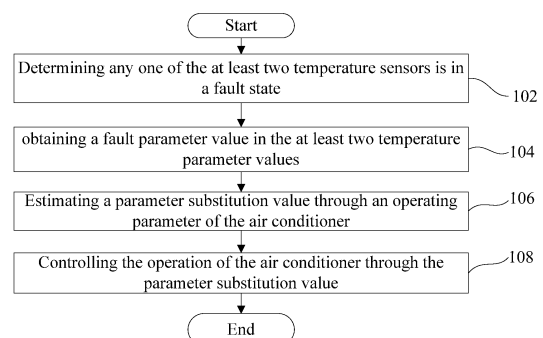 Start
Determining any one of the at least two temperature sensors is in
a fault state
102
obtaining a fault parameter value in the at least two temperature
parameter values
104
Estimating a parameter substitution value through an operating
parameter of the air conditioner
106
Controlling the operation of the air conditioner through the
parameter substitution value
108
End